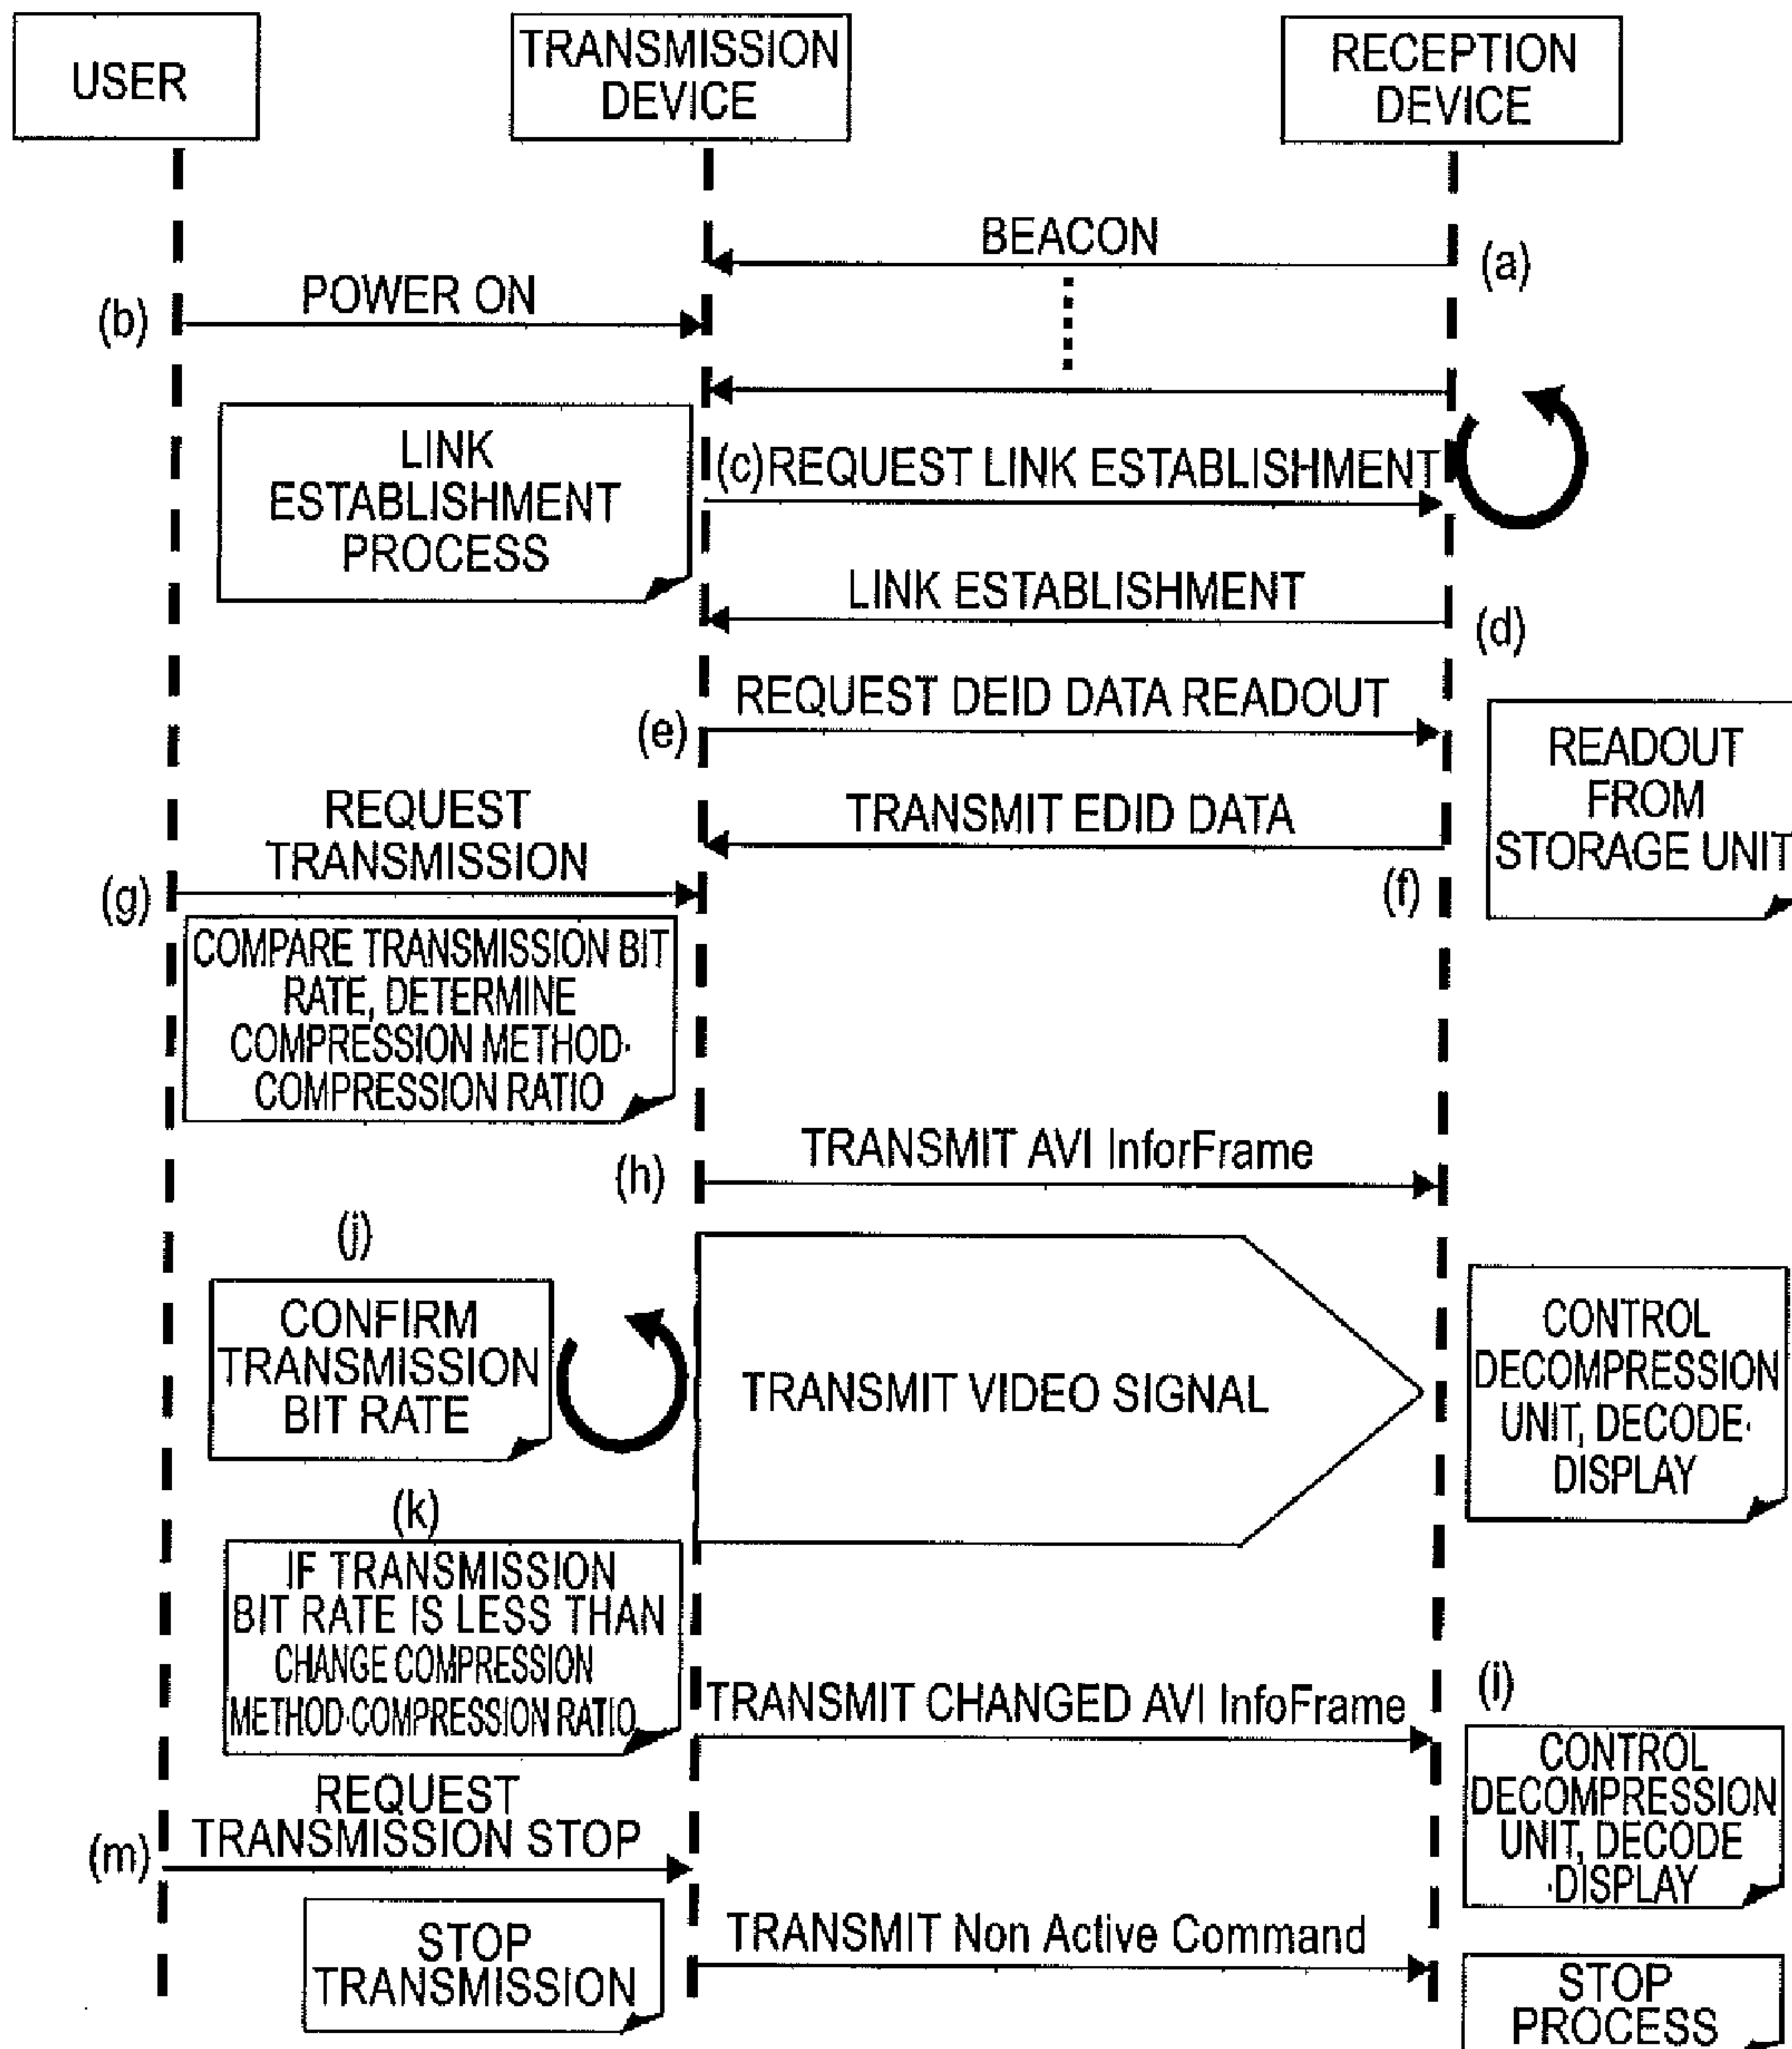 USER
TRANSMISSION
DEVICE
RECEPTION
DEVICE
BEACON
(a)
POWER ON
(b)
LINK
ESTABLISHMENT
PROCESS
(c) REQUEST LINK ESTABLISHMENT
LINK ESTABLISHMENT
(d)
REQUEST DEID DATA READOUT
(e)
READOUT
FROM
STORAGE UNIT
TRANSMIT EDID DATA
(f)
REQUEST
TRANSMISSION
(g)
COMPARE TRANSMISSION BIT
RATE, DETERMINE
COMPRESSION METHOD·
COMPRESSION RATIO
TRANSMIT AVI InforFrame
(h)
(j)
CONFIRM
TRANSMISSION
BIT RATE
TRANSMIT VIDEO SIGNAL
CONTROL
DECOMPRESSION
UNIT, DECODE·
DISPLAY
(k)
IF TRANSMISSION
BIT RATE IS LESS THAN
CHANGE COMPRESSION
METHOD·COMPRESSION RATIO
TRANSMIT CHANGED AVI InfoFrame
(i)
CONTROL
DECOMPRESSION
UNIT, DECODE
·DISPLAY
REQUEST
TRANSMISSION STOP
(m)
STOP
TRANSMISSION
TRANSMIT Non Active Command
STOP
PROCESS